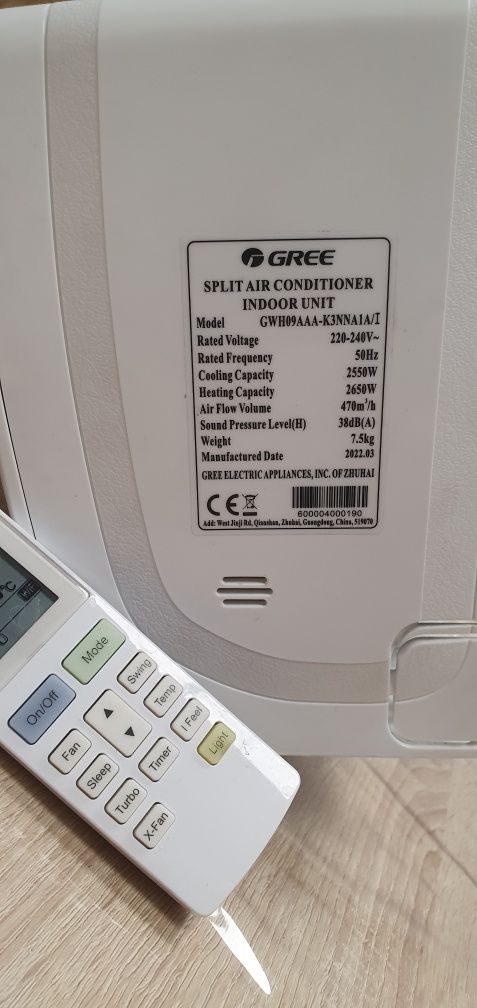 GREE
SPLIT AIR CONDITIONER
INDOOR UNIT
Model GWH09AAA-K3NNA1A/I
Rated Voltage 220-240V~
Rated Frequency 50Hz
Cooling Capacity 2550W
Heating Capacity 2650W
Air Flow Volume 470m³/h
Sound Pressure Level(H) 38dB(A)
Weight 7.5kg
Manufactured Date 2022.03
GREE ELECTRIC APPLIANCES, INC. OF ZHUHAI
CE
600004000190
Add: West Jinji Rd, Qianshan, Zhuhai, Guangdong, China, 519070
°C
On/Off
Mode
Fan
Swing
Sleep
Temp
Turbo
Timer
I Feel
X-Fan
Light